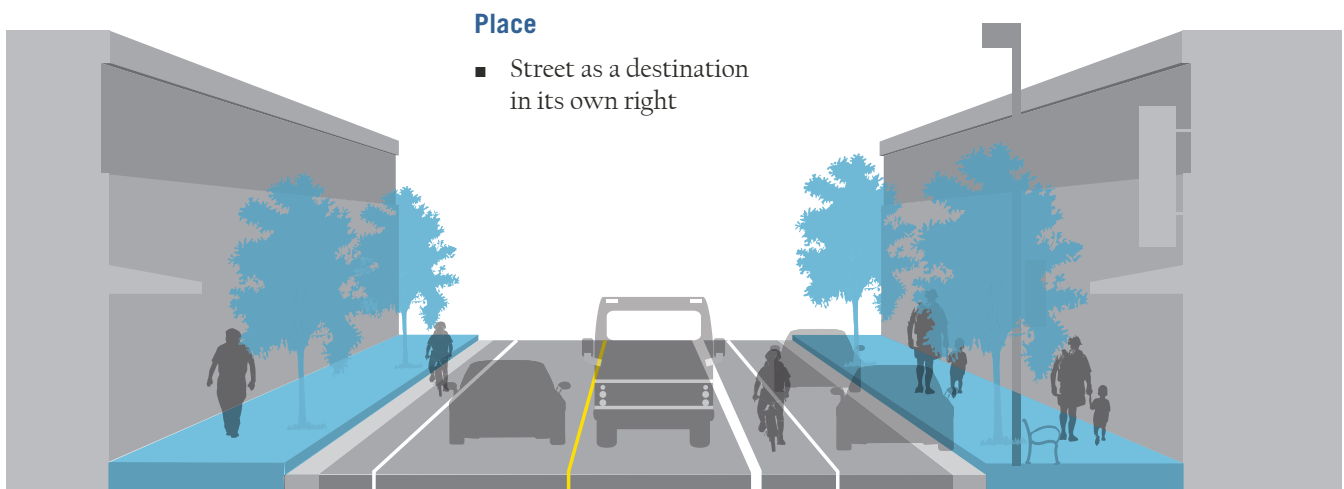 Place
■ Street as a destination
in its own right